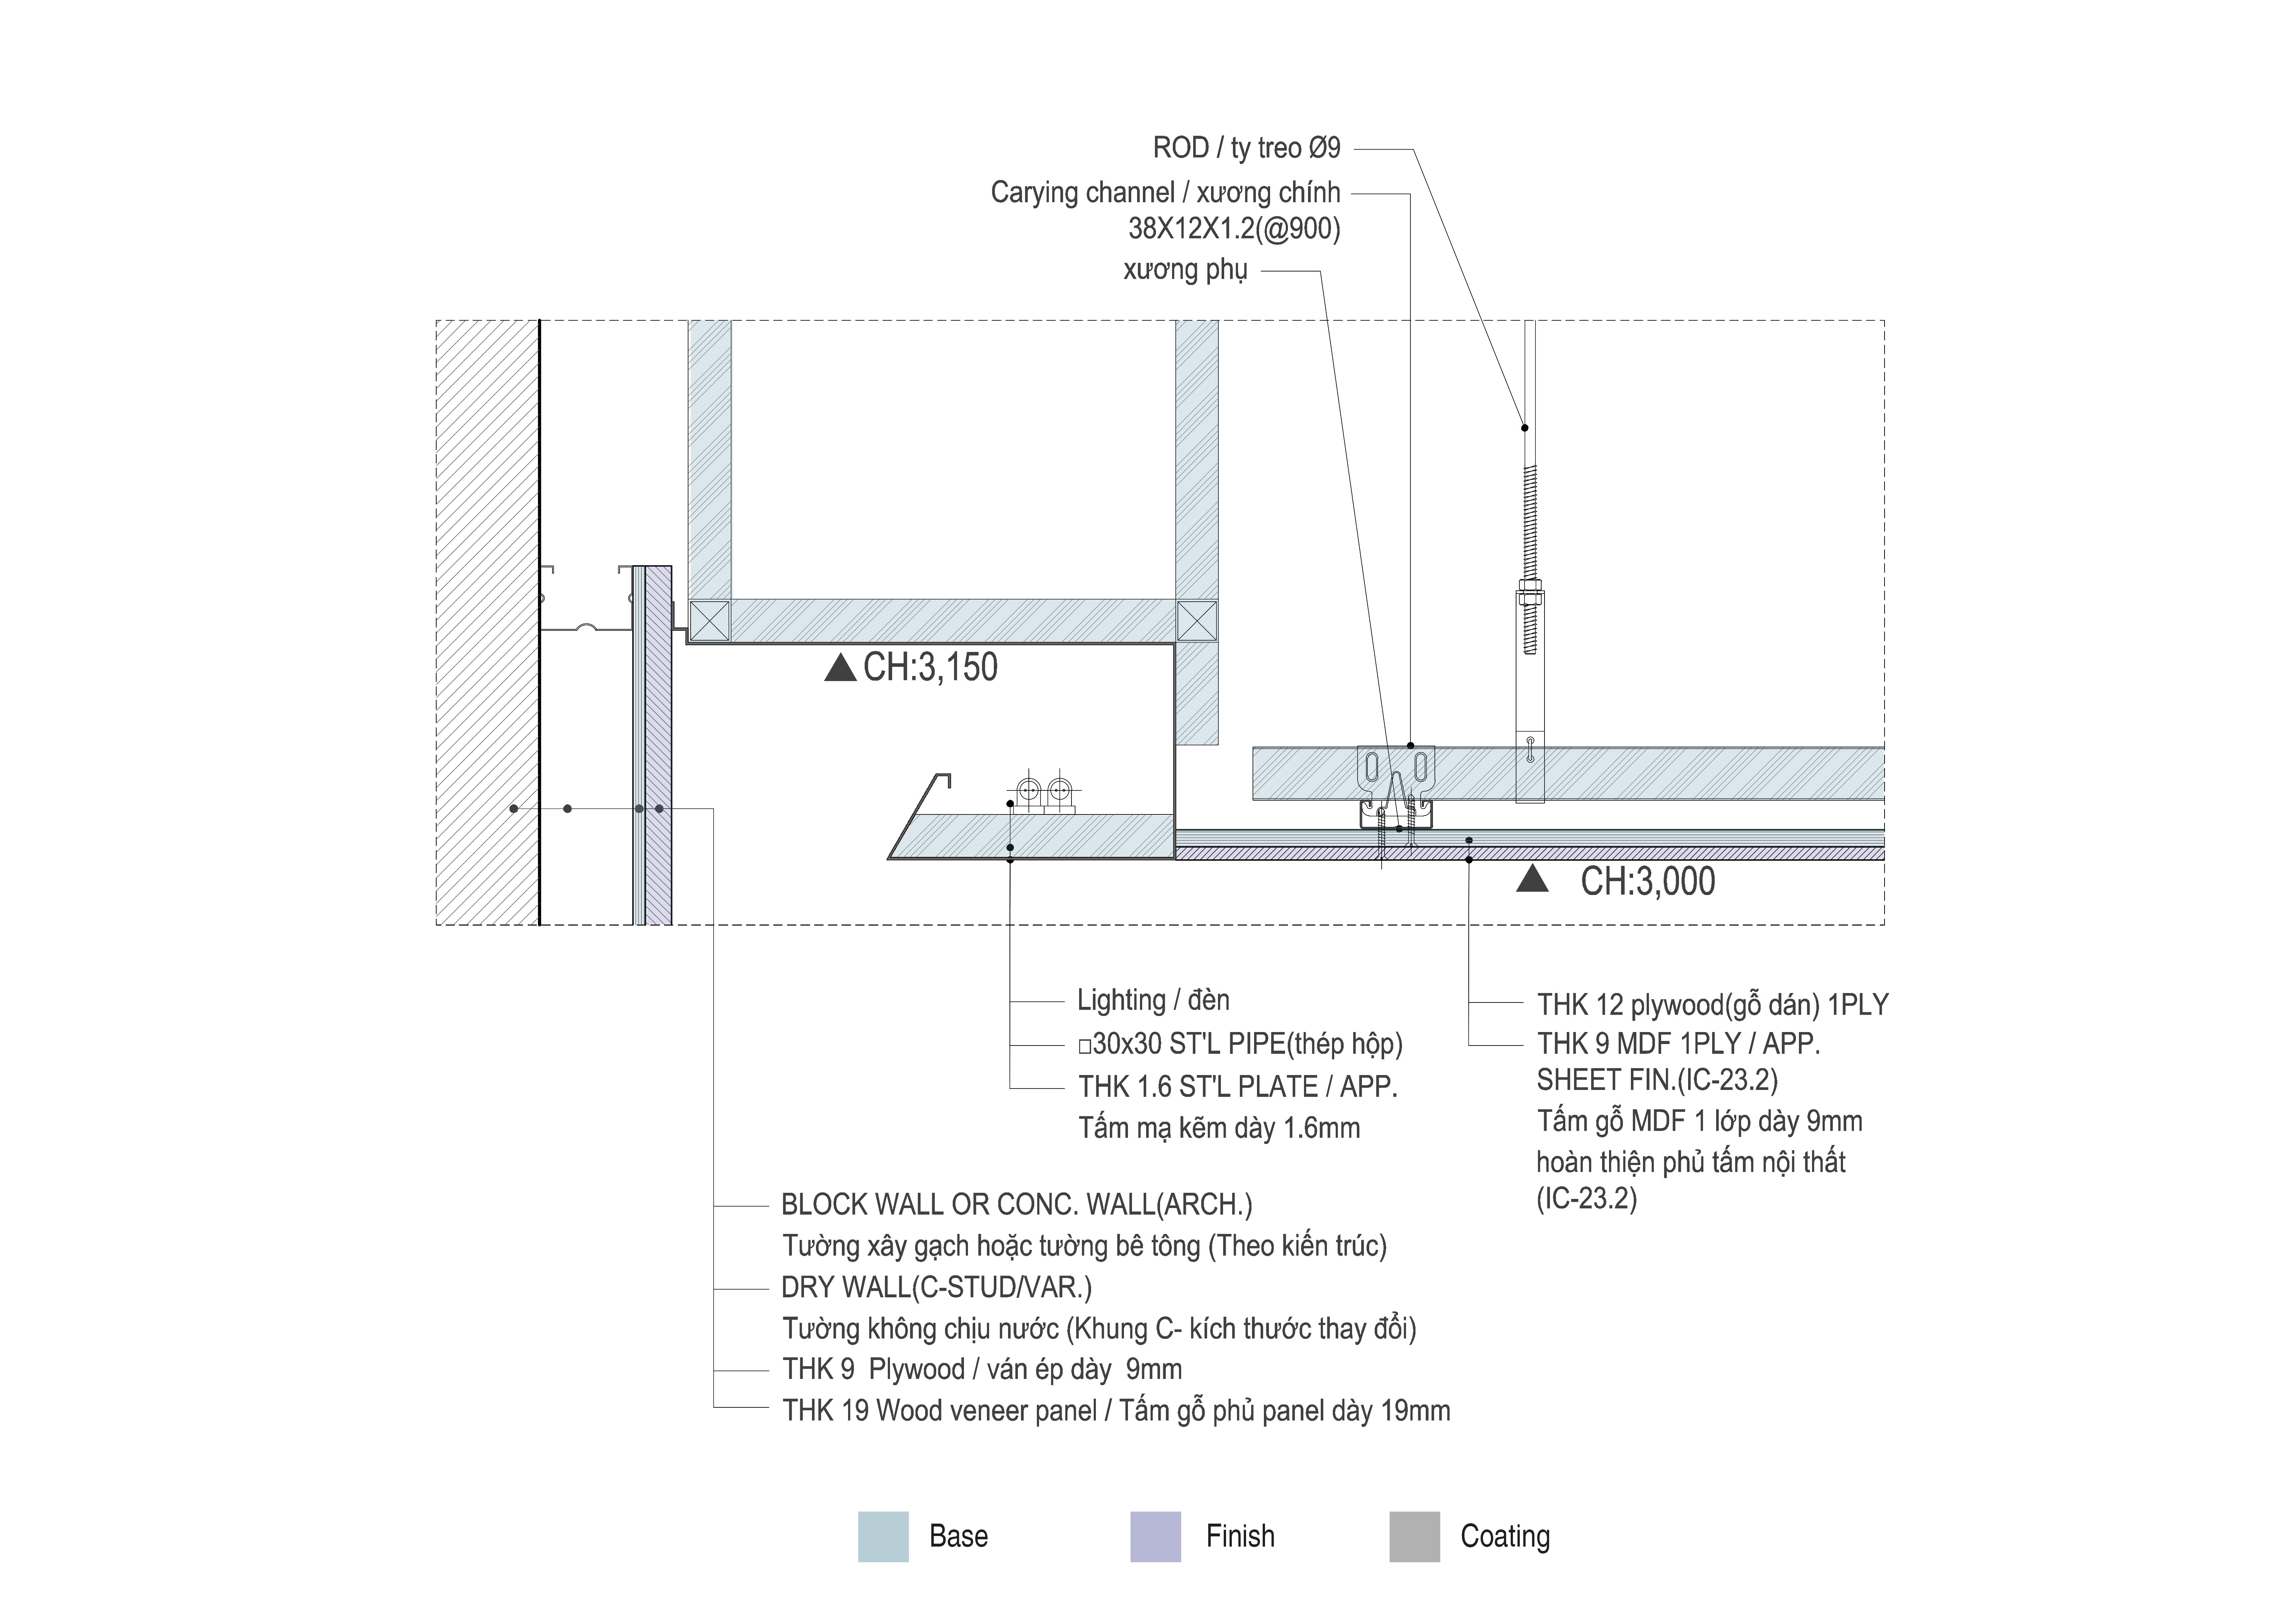 ROD / ty treo Ø9
Carying channel / xương chính
38X12X1.2(@900)
xương phụ
▲CH:3,150
▲ CH:3,000
Lighting / đèn
□30x30 ST'L PIPE(thép hộp)
THK 1.6 ST'L PLATE / APP.
Tấm mạ kẽm dày 1.6mm
THK 12 plywood(gỗ dán) 1PLY
THK 9 MDF 1PLY / APP.
SHEET FIN.(IC-23.2)
Tấm gỗ MDF 1 lớp dày 9mm
hoàn thiện phủ tấm nội thất
(IC-23.2)
BLOCK WALL OR CONC. WALL(ARCH.)
Tường xây gạch hoặc tường bê tông (Theo kiến trúc)
DRY WALL(C-STUD/VAR.)
Tường không chịu nước (Khung C- kích thước thay đổi)
THK 9  Plywood / ván ép dày  9mm
THK 19 Wood veneer panel / Tấm gỗ phủ panel dày 19mm
Base
Finish
Coating